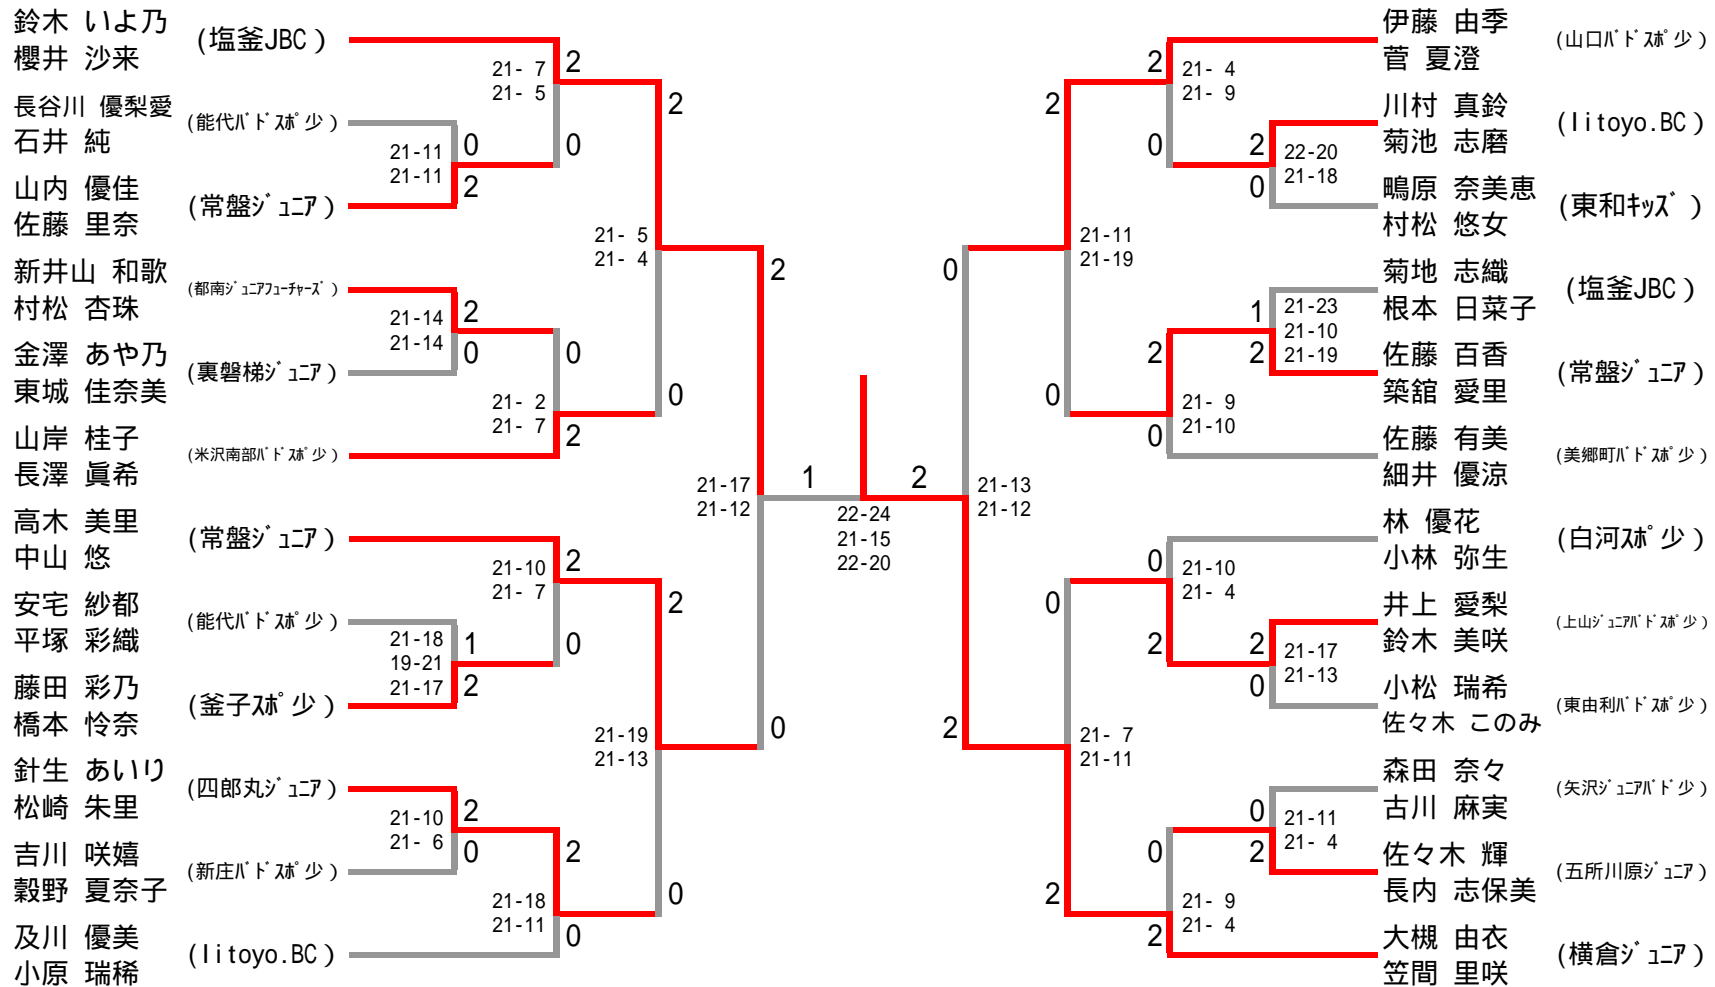 鈴木 いよ乃
櫻井 沙来
(塩釜JBC)
長谷川 優梨愛
石井 純
(能代バドスポ少)
山内 優佳
佐藤 里奈
(常盤ジュニア)
新井山 和歌
村松 杏珠
(都南ジュニアフューチャーズ)
金澤 あや乃
東城 佳奈美
(裏磐梯ジュニア)
山岸 桂子
長澤 眞希
(米沢南部バドスポ少)
高木 美里
中山 悠
(常盤ジュニア)
安宅 紗都
平塚 彩織
(能代バドスポ少)
藤田 彩乃
橋本 怜奈
(釜子スポ少)
針生 あいり
松崎 朱里
(四郎丸ジュニア)
吉川 咲嬉
穀野 夏奈子
(新庄バドスポ少)
及川 優美
小原 瑞稀
(Iitoyo.BC)
21-11
21-11
0
2
21-14
21-14
2
0
21-18
19-21
21-17
1
2
21-10
21- 6
2
0
21- 7
21- 5
2
0
21- 2
21- 7
0
2
21-10
21- 7
2
0
21-18
21-11
2
0
21- 5
21- 4
2
0
21-19
21-13
2
0
21-17
21-12
2
0
1
2
22-24
21-15
22-20
0
2
21-13
21-12
2
0
21-11
21-19
0
2
21- 7
21-11
2
0
21- 4
21- 9
2
0
21- 9
21-10
0
2
21-10
21- 4
0
2
21- 9
21- 4
2
0
22-20
21-18
1
2
21-23
21-10
21-19
2
0
21-17
21-13
0
2
21-11
21- 4
伊藤 由季
菅 夏澄
(山口バドスポ少)
川村 真鈴
菊池 志磨
(Iitoyo.BC)
鴫原 奈美恵
村松 悠女
(東和キッズ)
菊地 志織
根本 日菜子
(塩釜JBC)
佐藤 百香
築舘 愛里
(常盤ジュニア)
佐藤 有美
細井 優涼
(美郷町バドスポ少)
林 優花
小林 弥生
(白河スポ少)
井上 愛梨
鈴木 美咲
(上山ジュニアバドスポ少)
小松 瑞希
佐々木 このみ
(東由利バドスポ少)
森田 奈々
古川 麻実
(矢沢ジュニアバド少)
佐々木 輝
長内 志保美
(五所川原ジュニア)
大槻 由衣
笠間 里咲
(横倉ジュニア)